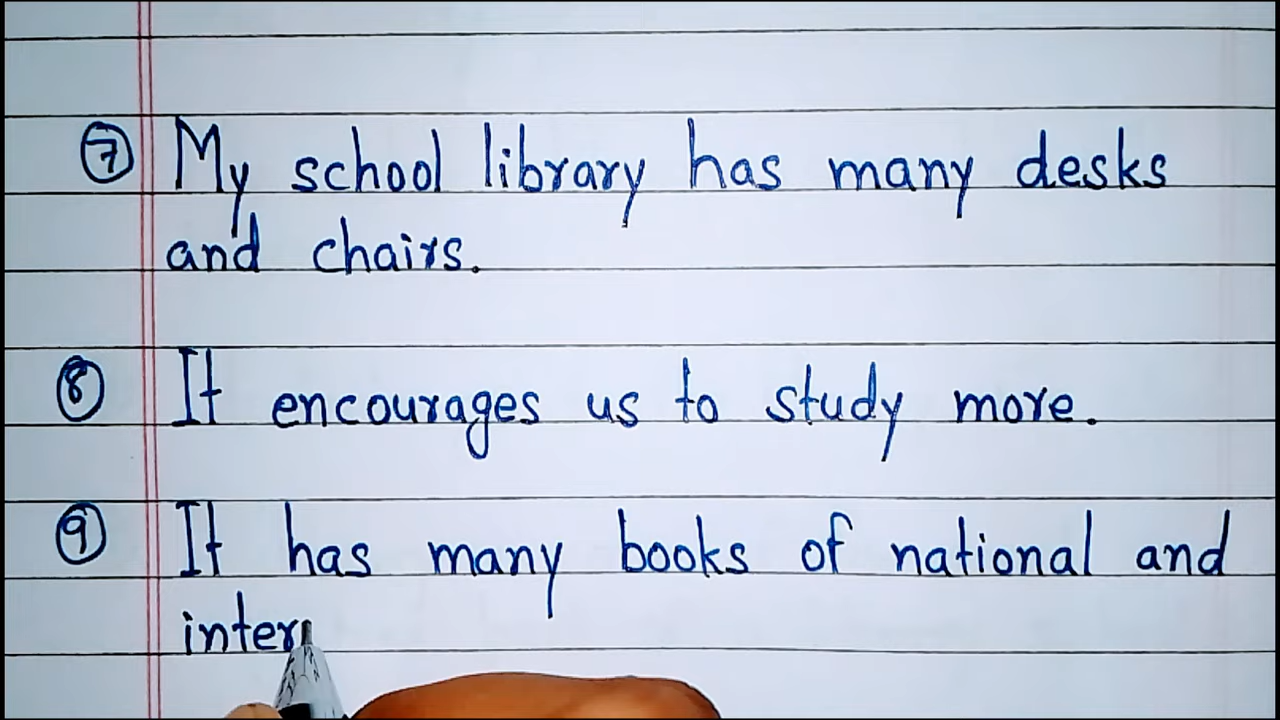 ⑦ My school library has many desks
and chairs.
⑧ It encourages us to study more.
⑨ It has many books of national and
inter